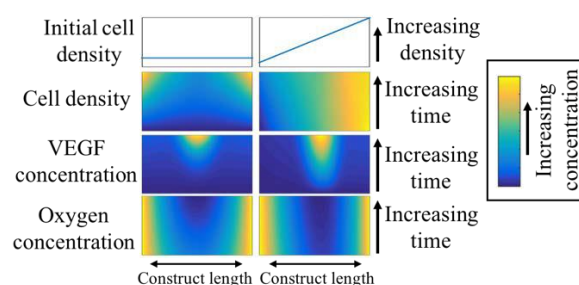 Initial cell
density
Increasing
density
Cell density
Increasing
time
VEGF
concentration
Increasing
time
Oxygen
concentration
Increasing
time
Construct length
Construct length
Increasing
concentration